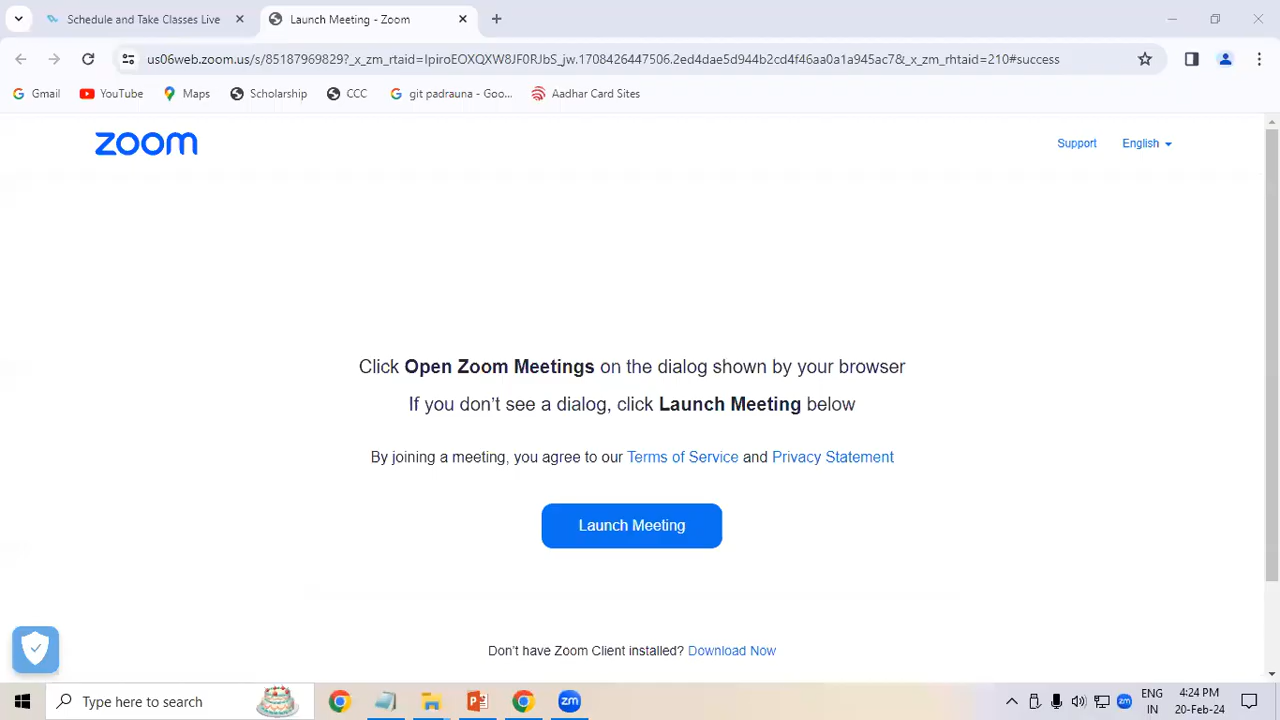 Schedule and Take Classes Live
Launch Meeting - Zoom
us06web.zoom.us/s/85187969829?_x_zm_rtaid=IpiroEOXQXW8JF0RJbS_jw.1708426447506.2ed4dae5d944b2cd4f46aa0a1a945ac7&_x_zm_rhtaid=210#success
Gmail
YouTube
Maps
Scholarship
CCC
git padrauna - Goo...
Aadhar Card Sites
zoom
Support
English
Click Open Zoom Meetings on the dialog shown by your browser
If you don’t see a dialog, click Launch Meeting below
By joining a meeting, you agree to our Terms of Service and Privacy Statement
Launch Meeting
Don’t have Zoom Client installed? Download Now
Type here to search
zm
zm
ENG
IN
4:24 PM
20-Feb-24